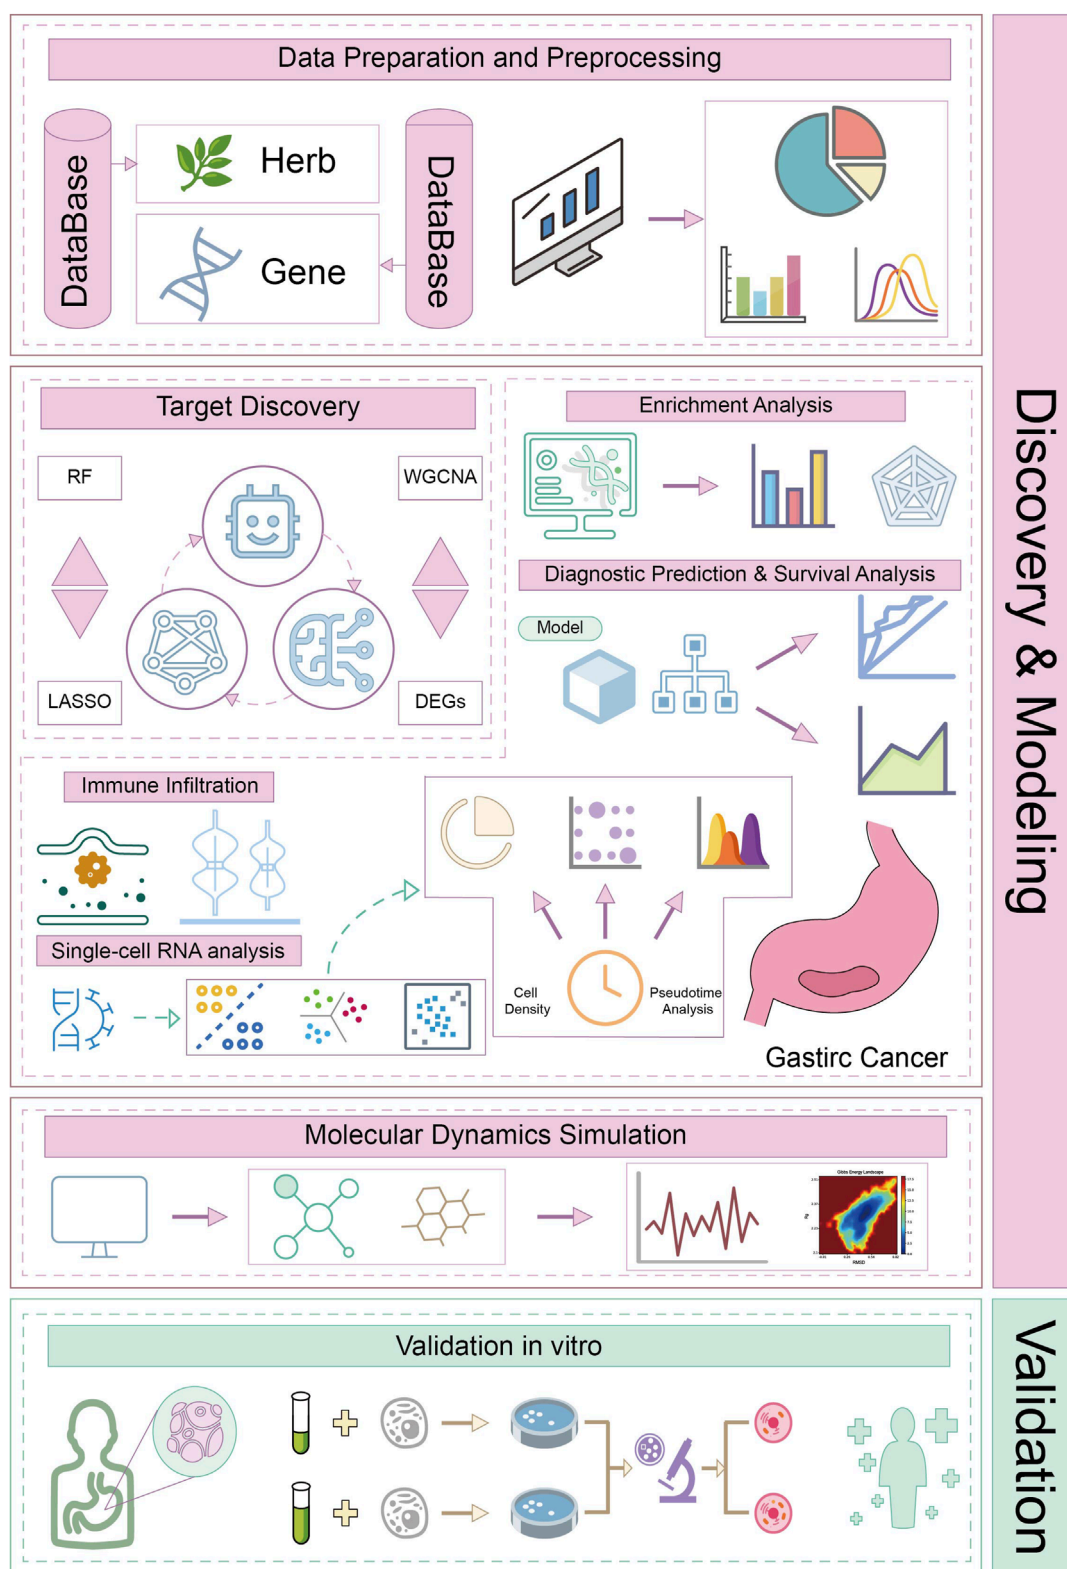 Data Preparation and Preprocessing
DataBase
Herb
Gene
DataBase
Target Discovery
RF
WGCNA
LASSO
DEGs
Enrichment Analysis
Diagnostic Prediction & Survival Analysis
Model
Immune Infiltration
Single-cell RNA analysis
Cell
Density
Pseudotime
Analysis
Gastirc Cancer
Discovery & Modeling
Molecular Dynamics Simulation
Gibbs Energy Landscape
RMSD
Validation in vitro
Validation